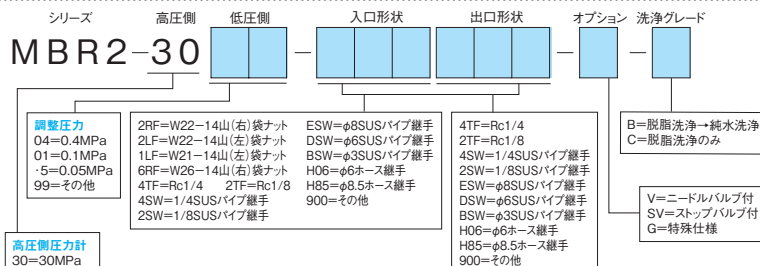 シリーズ 高圧側 低圧側 入口形状 出口形状 オプション 洗浄グレード
MBR2-30 - - -
調整圧力
04=0.4MPa
01=0.1MPa
·5=0.05MPa
99=その他
高圧側圧力計
30=30MPa
2RF=W22-14山(右)袋ナット
2LF=W22-14山(左)袋ナット
1LF=W21-14山(左)袋ナット
6RF=W26-14山(右)袋ナット
4TF=Rc1/4 2TF=Rc1/8
4SW=1/4SUSパイプ継手
2SW=1/8SUSパイプ継手
ESW=φ8SUSパイプ継手
DSW=φ6SUSパイプ継手
BSW=φ3SUSパイプ継手
H06=φ6ホース継手
H85=φ8.5ホース継手
900=その他
4TF=Rc1/4
2TF=Rc1/8
4SW=1/4SUSパイプ継手
2SW=1/8SUSパイプ継手
ESW=φ8SUSパイプ継手
DSW=φ6SUSパイプ継手
BSW=φ3SUSパイプ継手
H06=φ6ホース継手
H85=φ8.5ホース継手
900=その他
V=ニードルバルブ付
SV=ストップバルブ付
G=特殊仕様
B=脱脂洗浄→純水洗浄
C=脱脂洗浄のみ